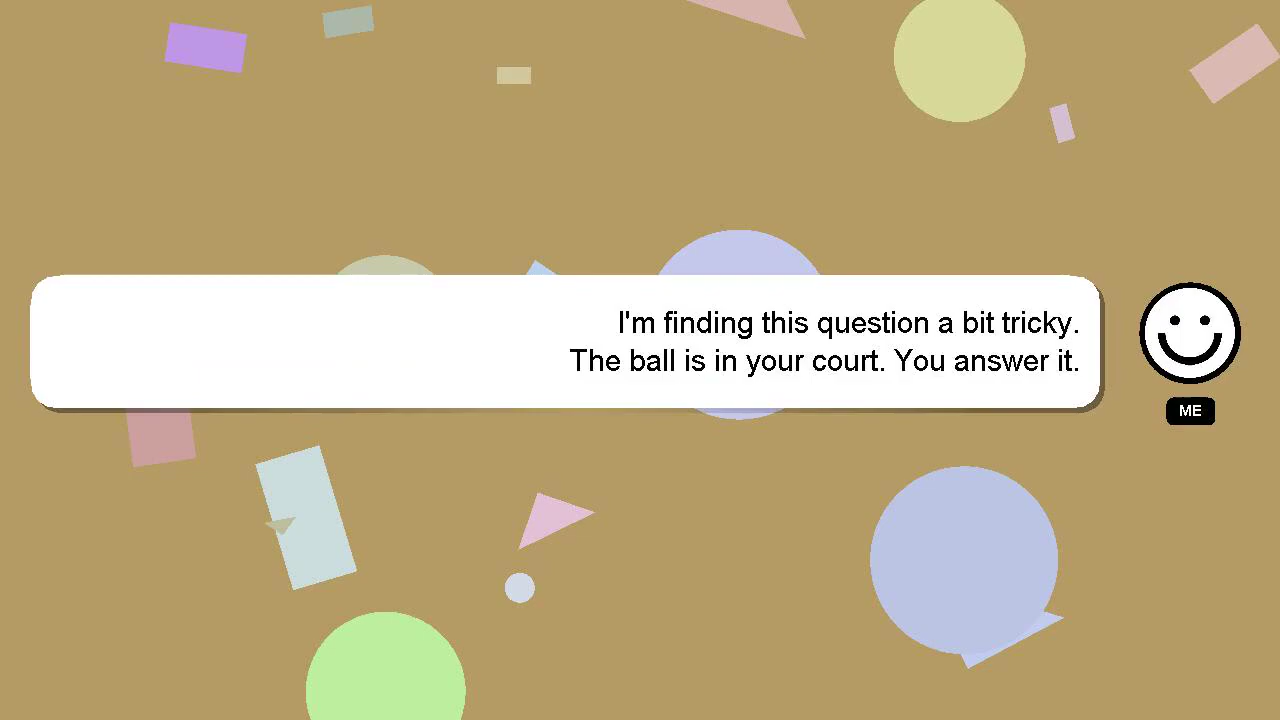 I'm finding this question a bit tricky.
The ball is in your court. You answer it.
ME